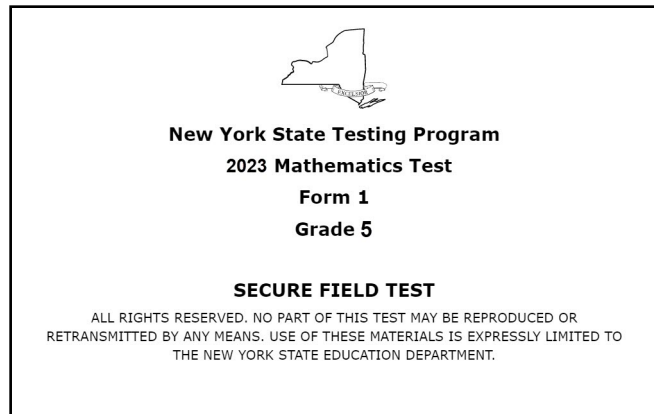 EXCELSIOR
New York State Testing Program
2023 Mathematics Test
Form 1
Grade 5
SECURE FIELD TEST
ALL RIGHTS RESERVED. NO PART OF THIS TEST MAY BE REPRODUCED OR
RETRANSMITTED BY ANY MEANS. USE OF THESE MATERIALS IS EXPRESSLY LIMITED TO
THE NEW YORK STATE EDUCATION DEPARTMENT.